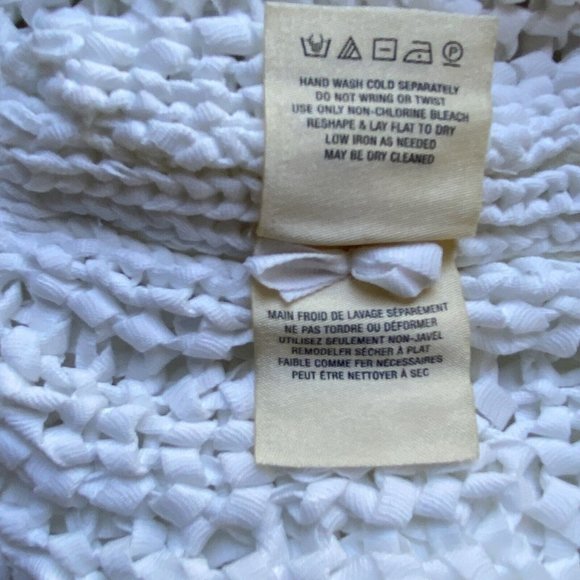 HAND WASH COLD SEPARATELY
DO NOT WRING OR TWIST
USE ONLY NON-CHLORINE BLEACH
RESHAPE & LAY FLAT TO DRY
LOW IRON AS NEEDED
MAY BE DRY CLEANED
MAIN FROID DE LAVAGE SÉPARÉMENT
NE PAS TORDRE OU DÉFORMER
UTILISEZ SEULEMENT NON-JAVEL
REMODELER SÉCHER À PLAT
FAIBLE COMME FER NÉCESSAIRES
PEUT ÊTRE NETTOYER À SEC